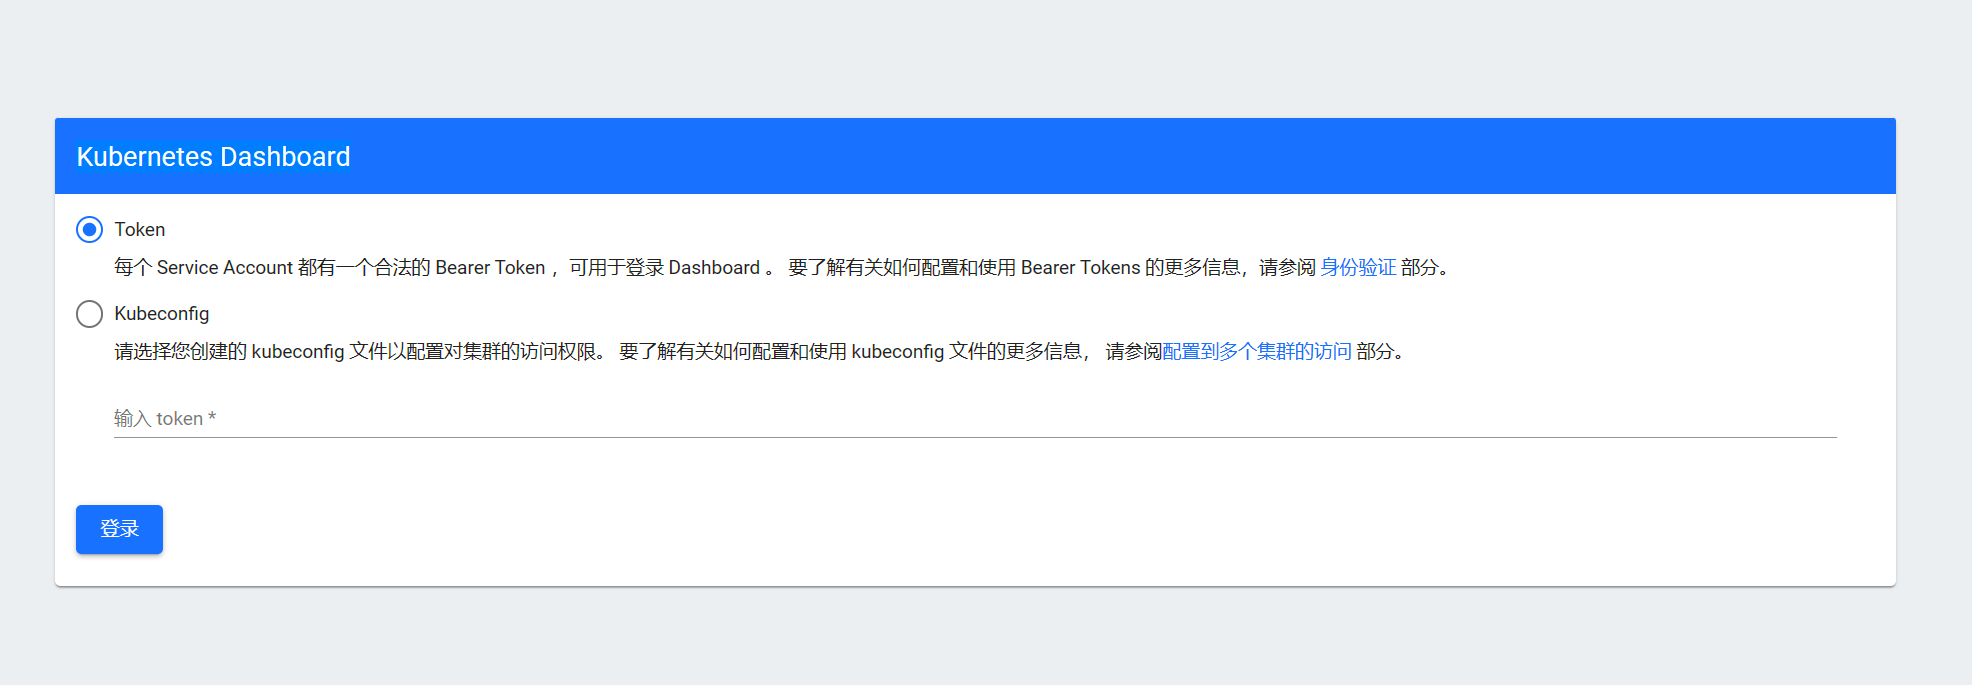 Kubernetes Dashboard
Token
每个 Service Account 都有一个合法的 Bearer Token ，可用于登录 Dashboard 。 要了解有关如何配置和使用 Bearer Tokens 的更多信息，请参阅 身份验证 部分。
Kubeconfig
请选择您创建的 kubeconfig 文件以配置对集群的访问权限。 要了解有关如何配置和使用 kubeconfig 文件的更多信息， 请参阅配置到多个集群的访问 部分。
输入 token *
登录